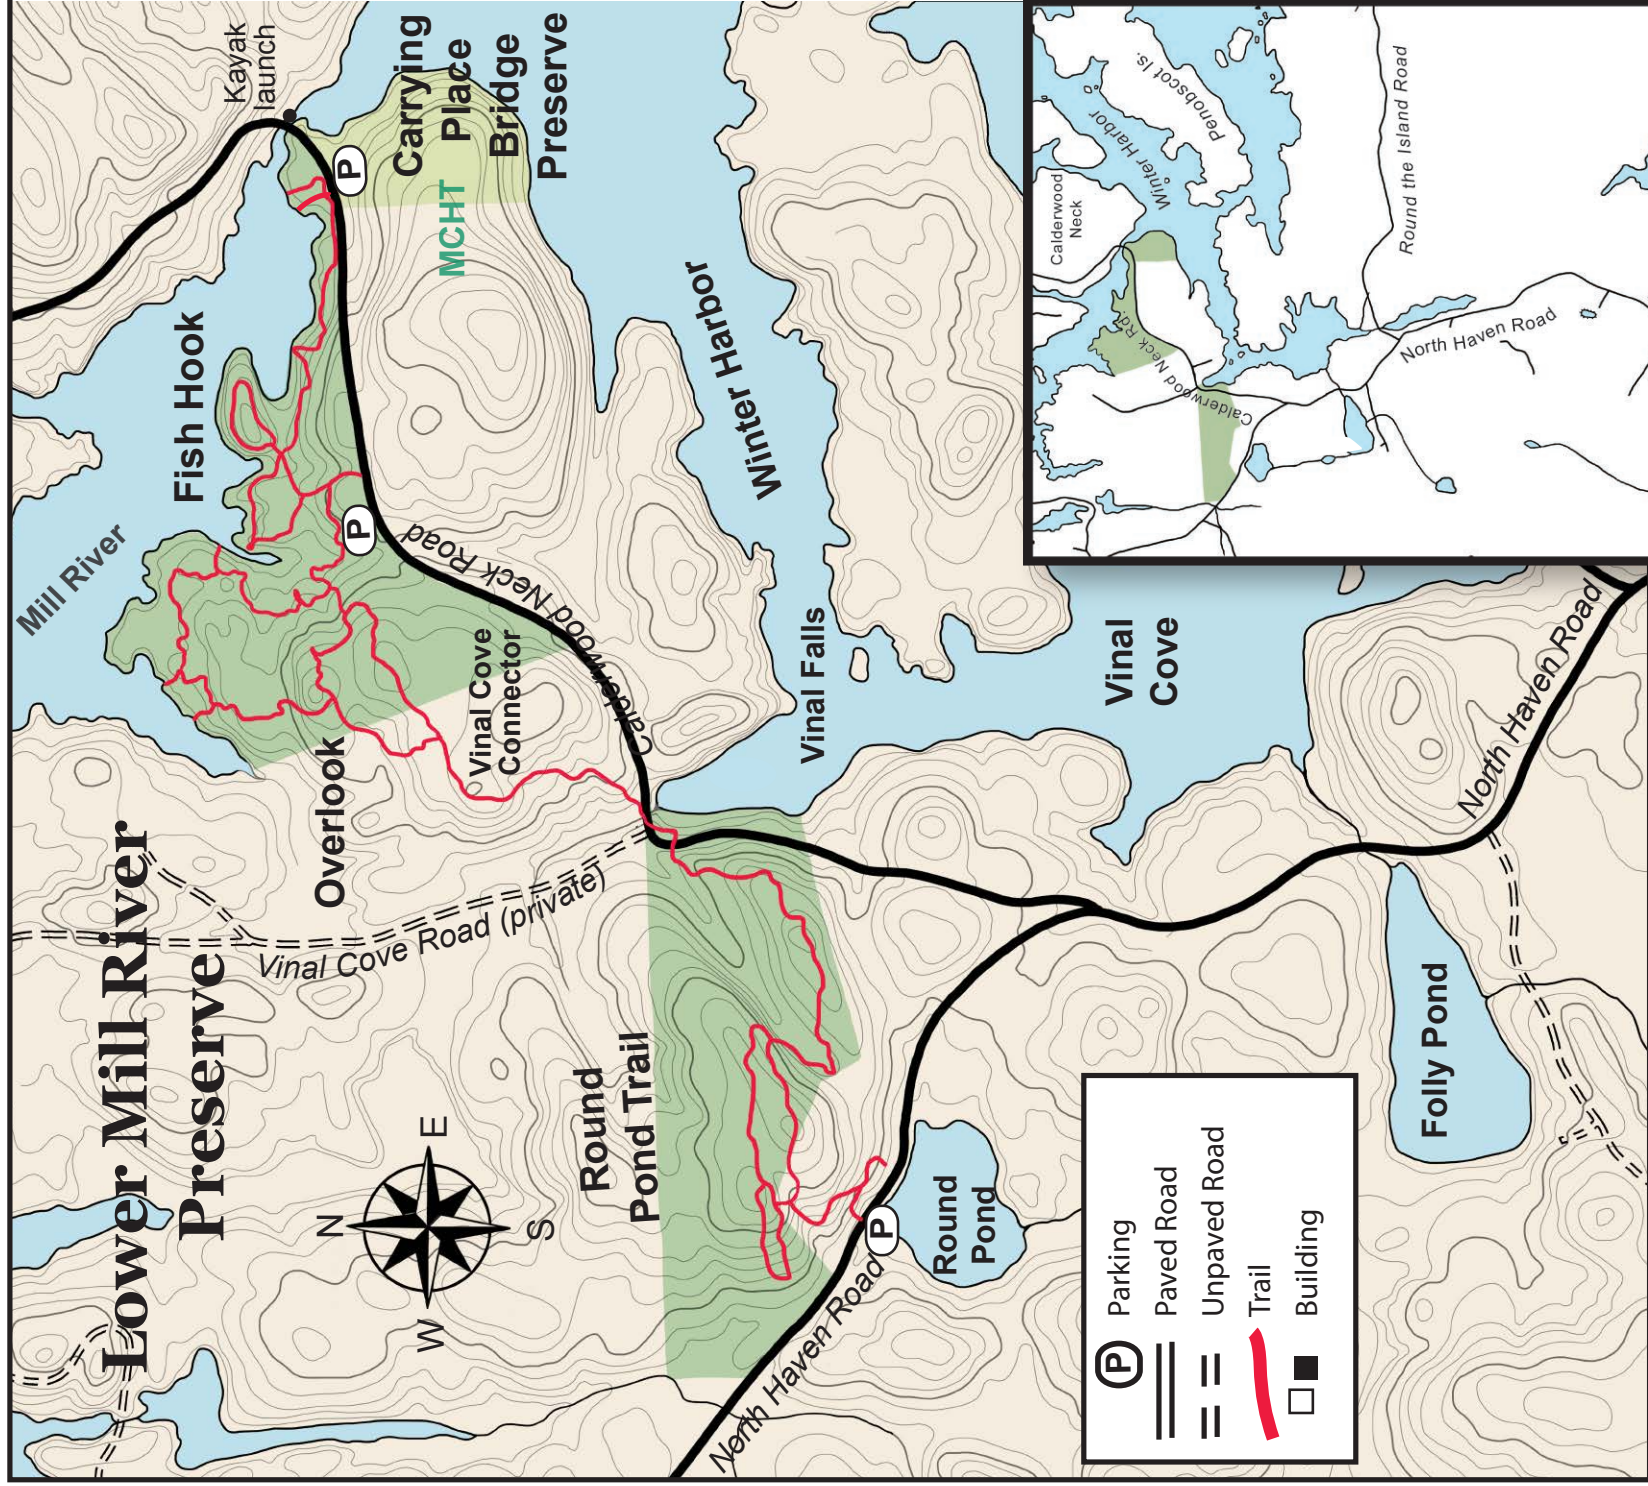 Lower Mill River
Preserve
Mill River
Fish Hook
Kayak
launch
Carrying
Place
Bridge
Preserve
MCHT
P
P
Overlook
Vinal Cove
Connector
Calderwood Neck Road
Winter Harbor
Vinal Falls
Vinal
Cove
Vinal Cove Road (private)
Round
Pond Trail
N
E
S
W
North Haven Road
P
Round
Pond
Folly Pond
North Haven Road
P Parking
Paved Road
Unpaved Road
Trail
Building
Calderwood
Neck
Winter Harbor
Penobscot Is.
Calderwood Neck Rd.
Round the Island Road
North Haven Road